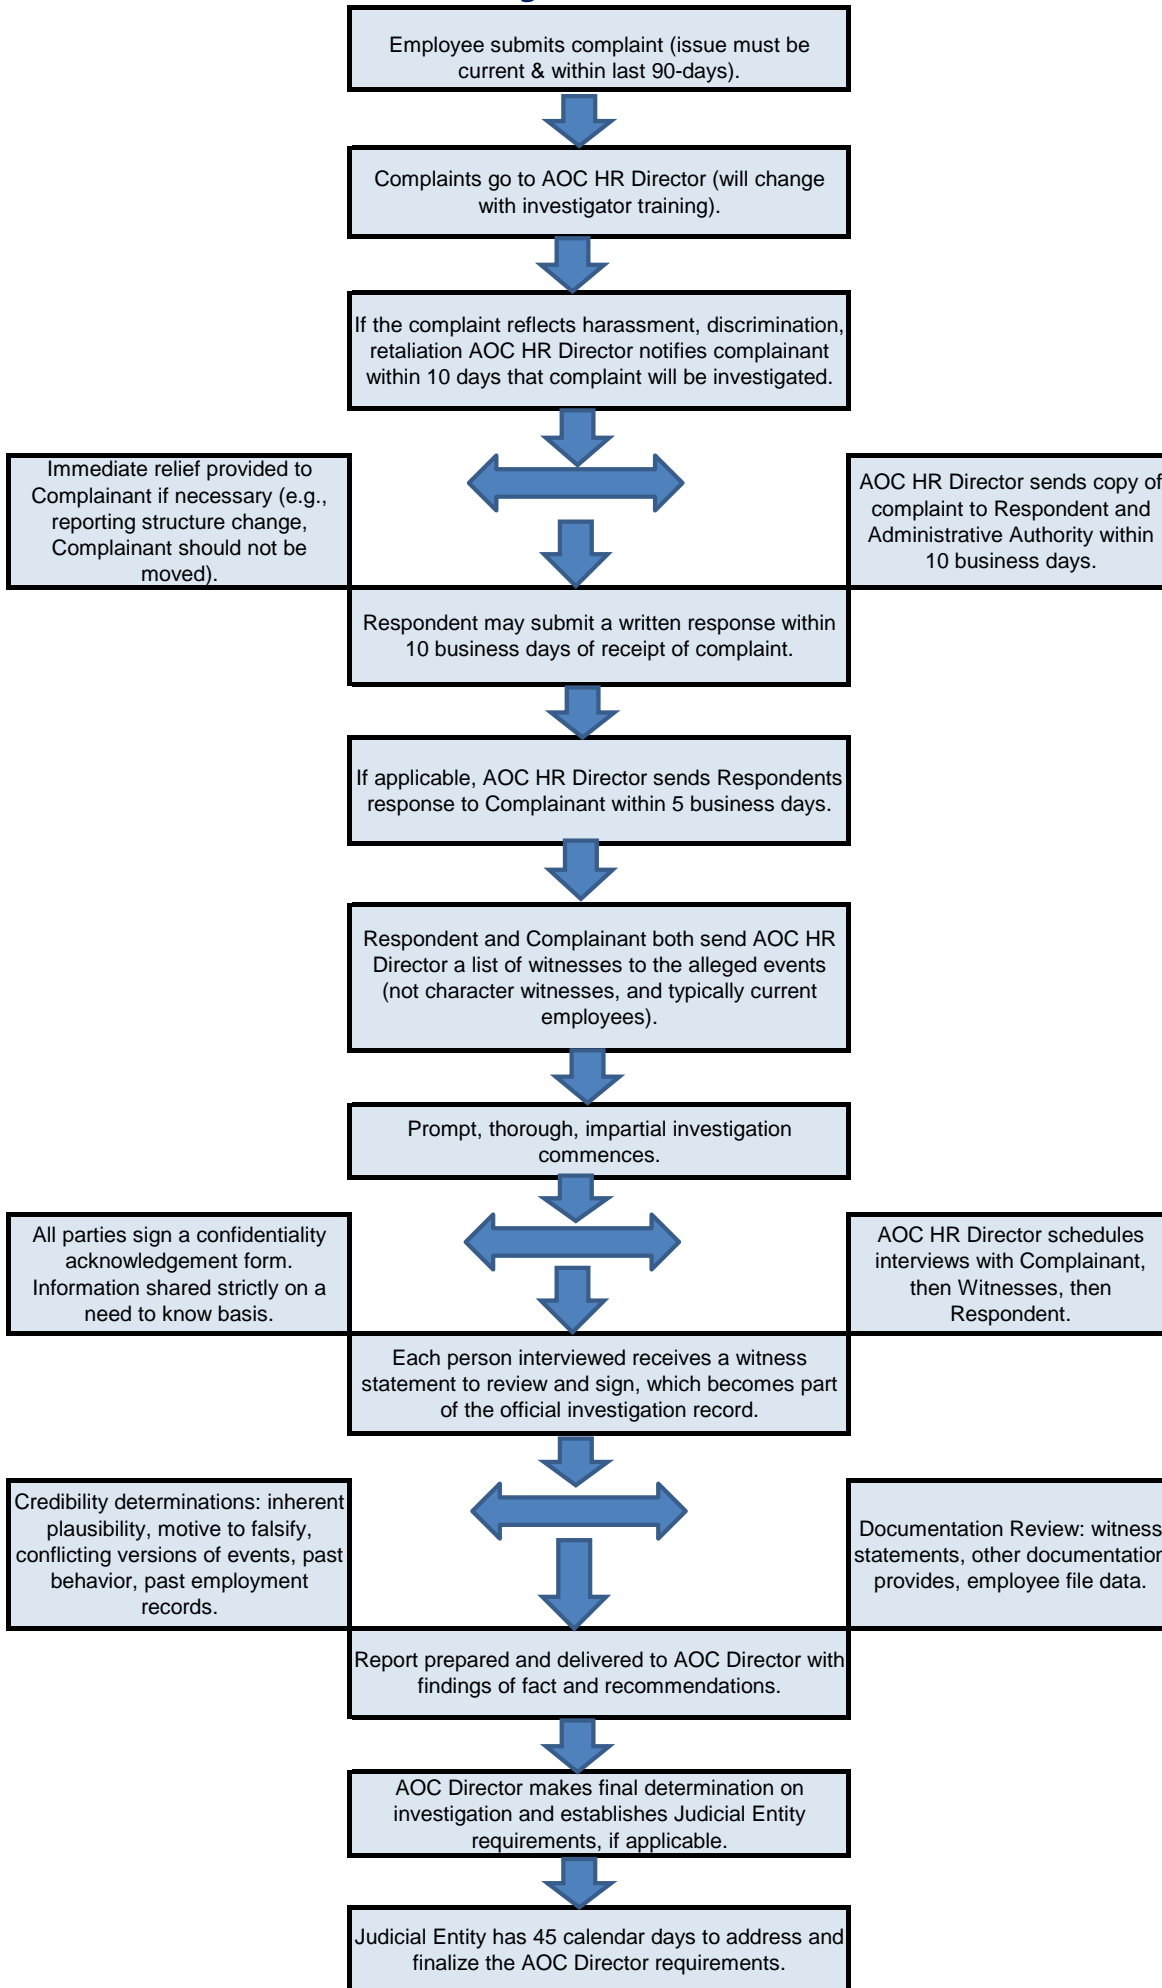 Employee submits complaint (issue must be
current & within last 90-days).
Complaints go to AOC HR Director (will change
with investigator training).
If the complaint reflects harassment, discrimination,
retaliation AOC HR Director notifies complainant
within 10 days that complaint will be investigated.
Immediate relief provided to
Complainant if necessary (e.g.,
reporting structure change,
Complainant should not be
moved).
AOC HR Director sends copy of
complaint to Respondent and
Administrative Authority within
10 business days.
Respondent may submit a written response within
10 business days of receipt of complaint.
If applicable, AOC HR Director sends Respondents
response to Complainant within 5 business days.
Respondent and Complainant both send AOC HR
Director a list of witnesses to the alleged events
(not character witnesses, and typically current
employees).
Prompt, thorough, impartial investigation
commences.
All parties sign a confidentiality
acknowledgement form.
Information shared strictly on a
need to know basis.
AOC HR Director schedules
interviews with Complainant,
then Witnesses, then
Respondent.
Each person interviewed receives a witness
statement to review and sign, which becomes part
of the official investigation record.
Credibility determinations: inherent
plausibility, motive to falsify,
conflicting versions of events, past
behavior, past employment
records.
Documentation Review: witness
statements, other documentation
provides, employee file data.
Report prepared and delivered to AOC Director with
findings of fact and recommendations.
AOC Director makes final determination on
investigation and establishes Judicial Entity
requirements, if applicable.
Judicial Entity has 45 calendar days to address and
finalize the AOC Director requirements.